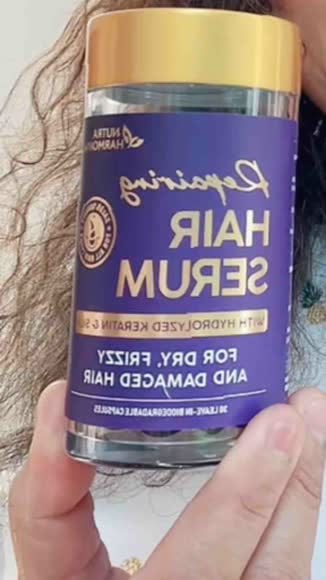 NUTRA
HARMONY
Repairing
HAIR
SERUM
WITH HYDROLYZED KERATIN &
FOR DRY, FRIZZY
AND DAMAGED HAIR
30 LEAVE-IN BIODEGRADABLE CAPSULES